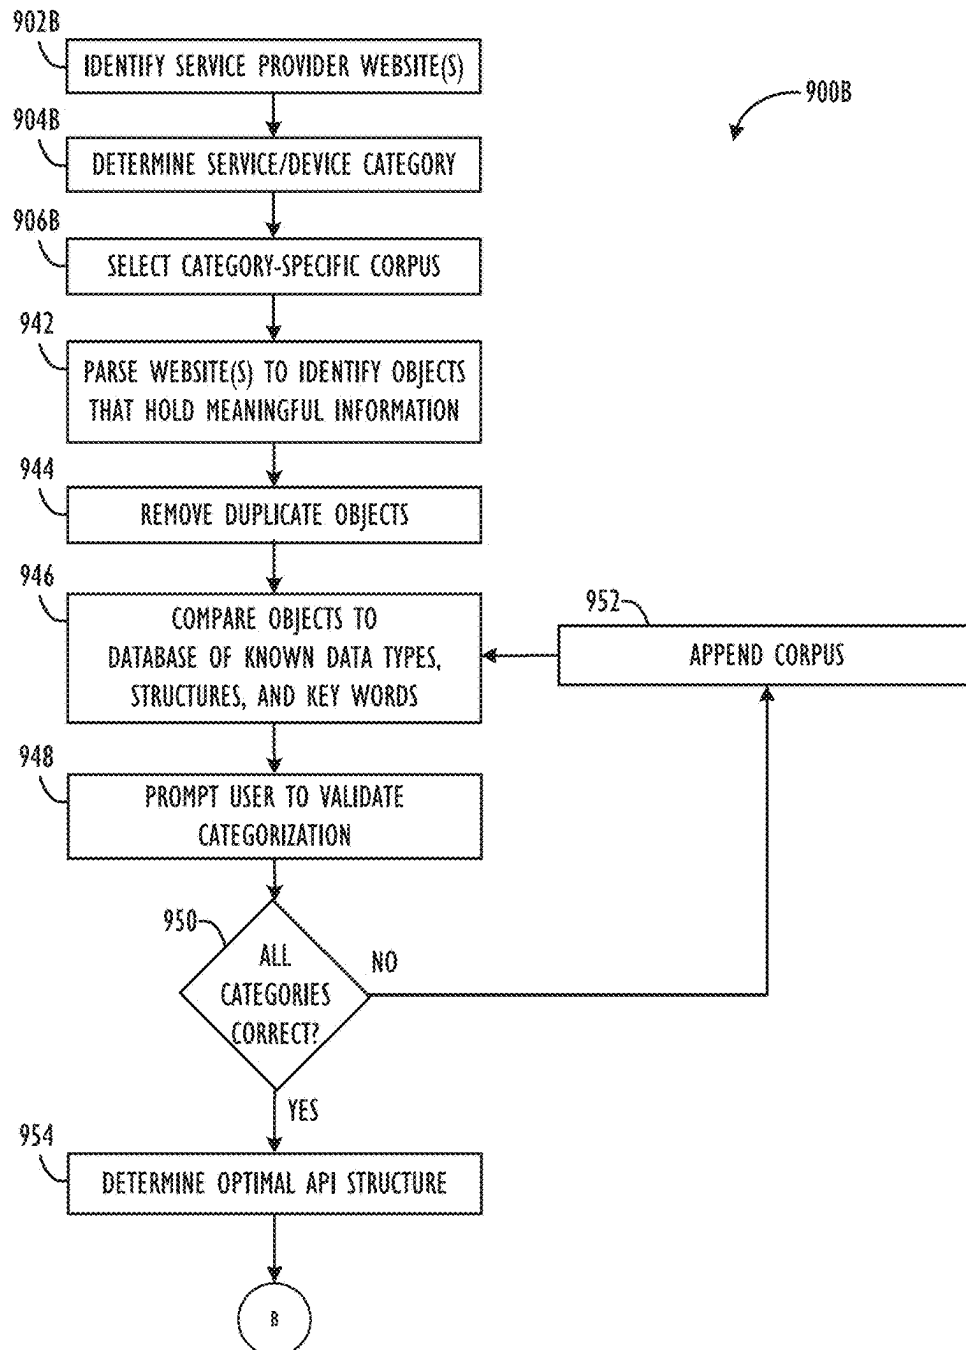 902B
IDENTIFY SERVICE PROVIDER WEBSITE(S)
900B
904B
DETERMINE SERVICE/DEVICE CATEGORY
906B
SELECT CATEGORY-SPECIFIC CORPUS
942
PARSE WEBSITE(S) TO IDENTIFY OBJECTS
THAT HOLD MEANINGFUL INFORMATION
944
REMOVE DUPLICATE OBJECTS
946
COMPARE OBJECTS TO
DATABASE OF KNOWN DATA TYPES,
STRUCTURES, AND KEY WORDS
952
APPEND CORPUS
948
PROMPT USER TO VALIDATE
CATEGORIZATION
950
ALL
CATEGORIES
CORRECT?
NO
YES
954
DETERMINE OPTIMAL API STRUCTURE
B